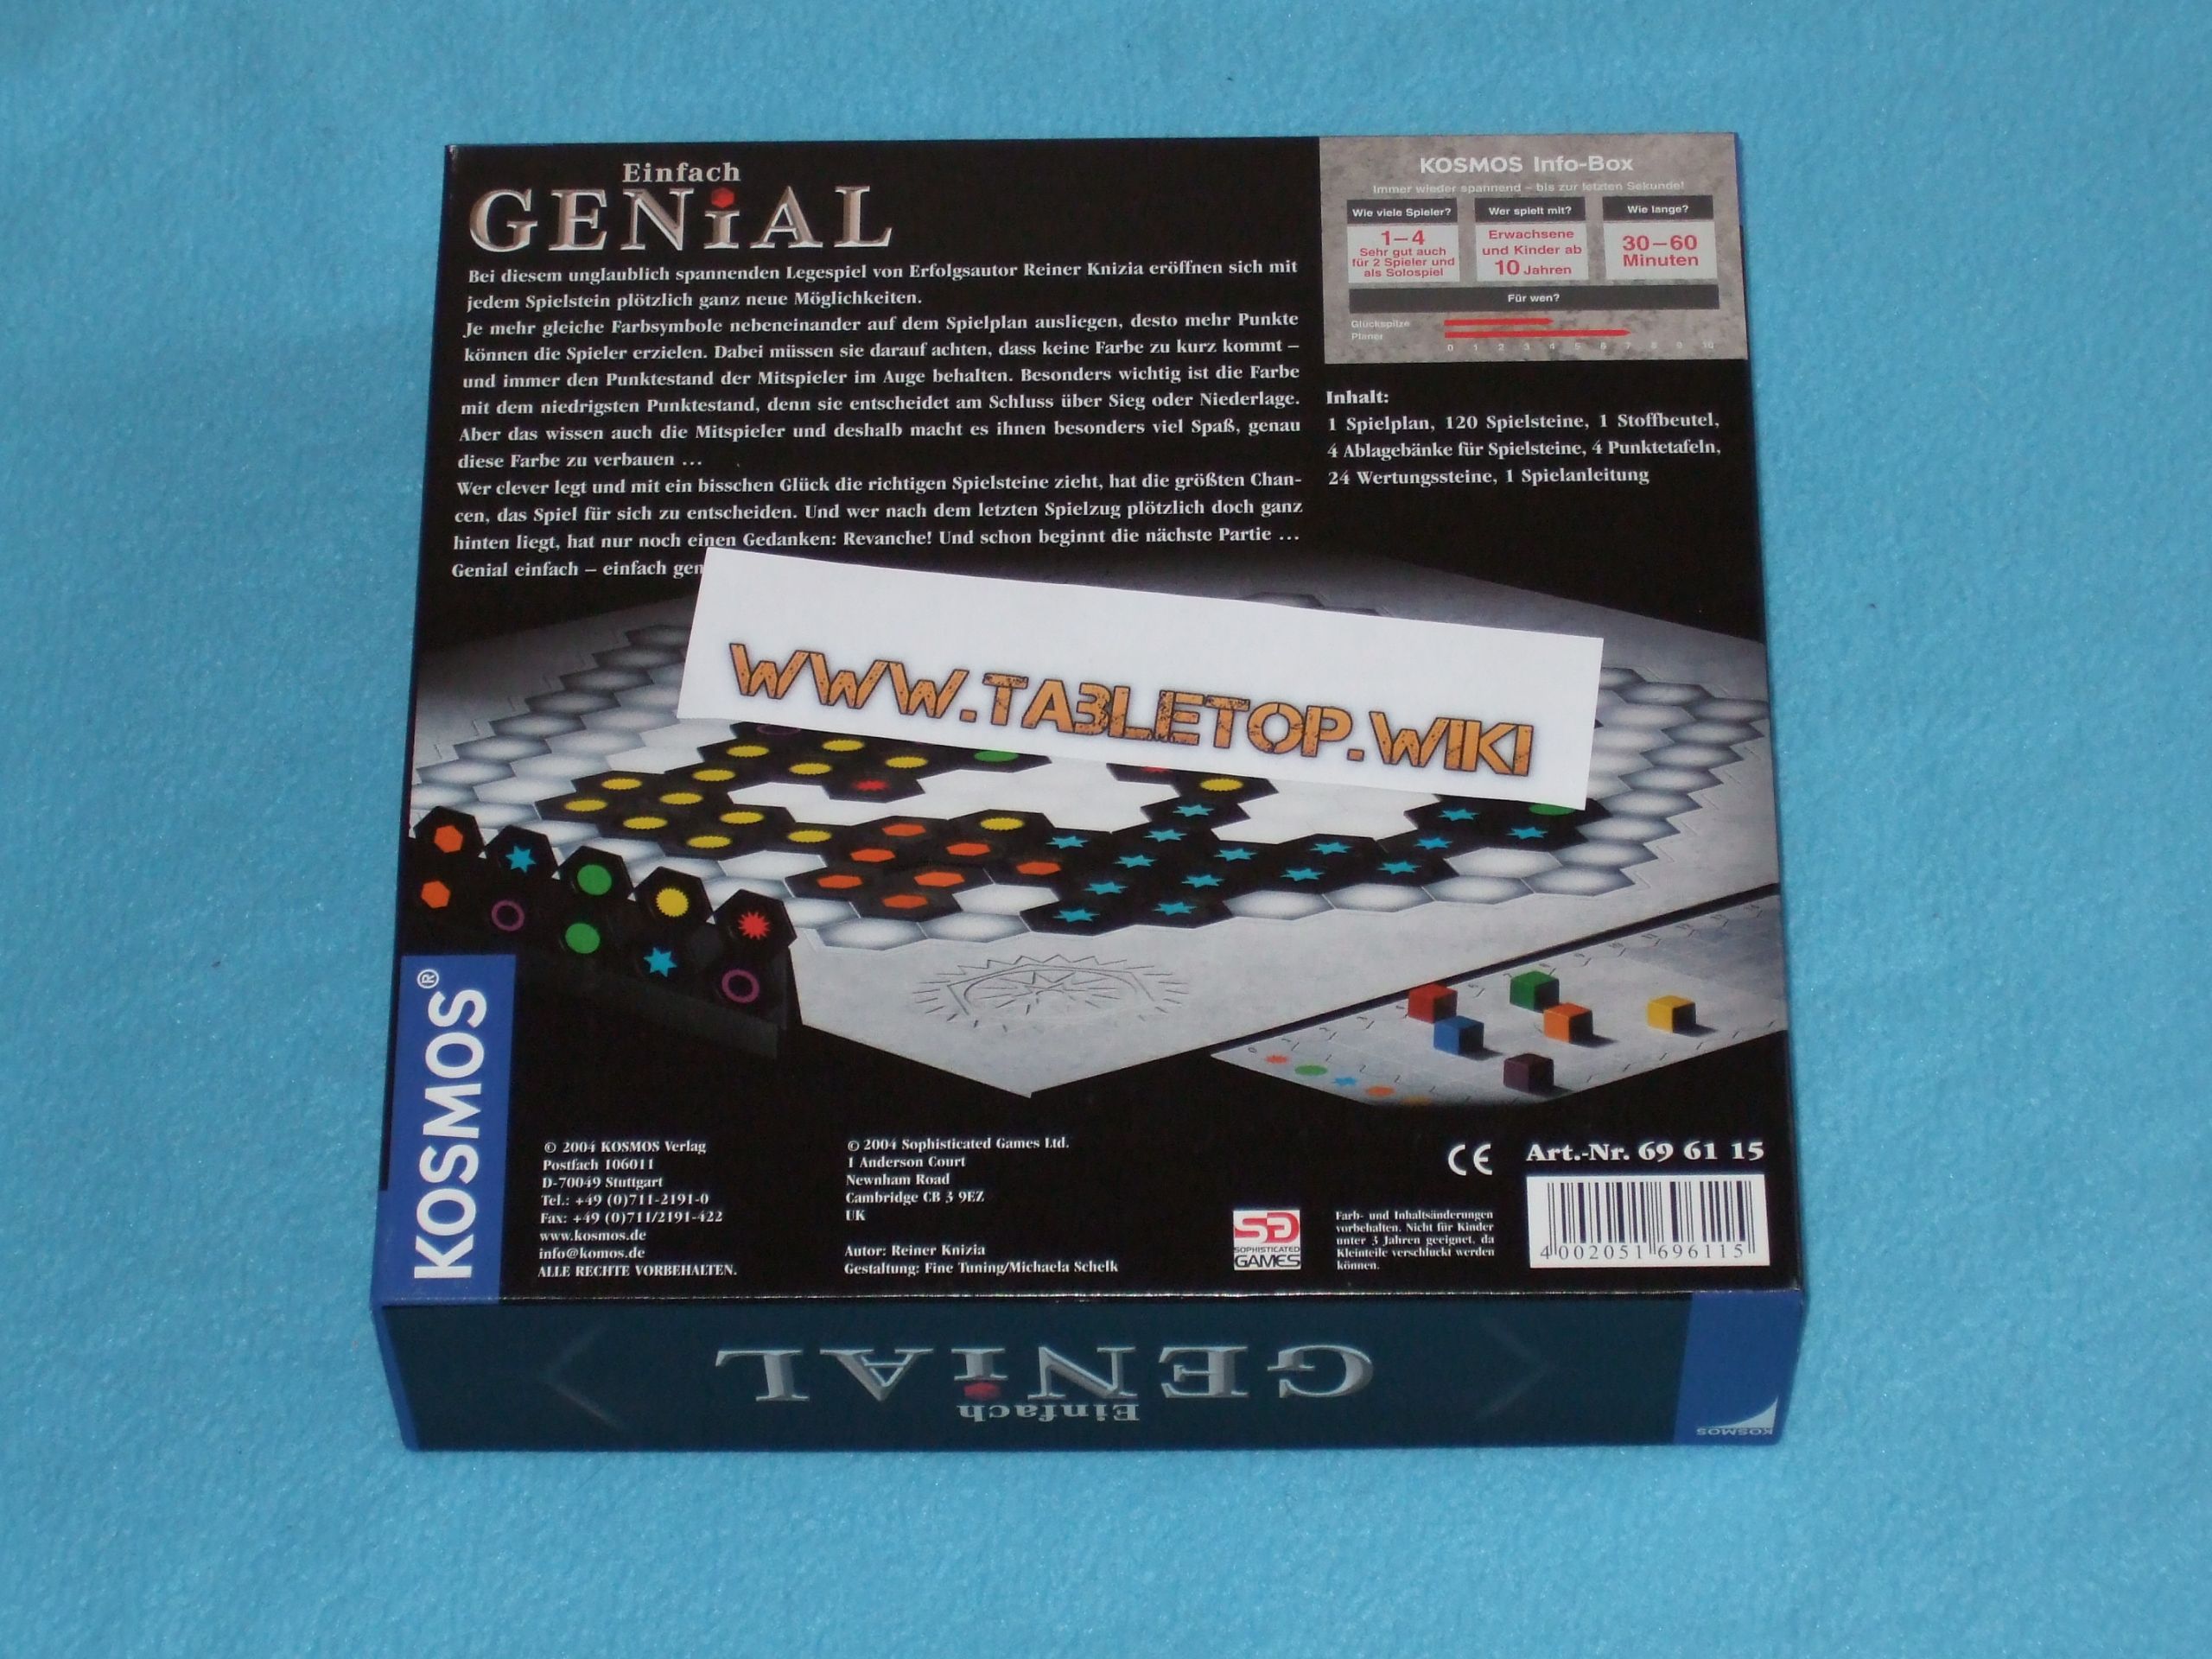 Einfach
GENiAL
Bei diesem unglaublich spannenden Legespiel von Erfolgsautor Reiner Knizia eröffnen sich mit
jedem Spielstein plötzlich ganz neue Möglichkeiten.
Je mehr gleiche Farbsymbole nebeneinander auf dem Spielplan ausliegen, desto mehr Punkte
können die Spieler erzielen. Dabei müssen sie darauf achten, dass keine Farbe zu kurz kommt –
und immer den Punktestand der Mitspieler im Auge behalten. Besonders wichtig ist die Farbe
mit dem niedrigsten Punktestand, denn sie entscheidet am Schluss über Sieg oder Niederlage.
Aber das wissen auch die Mitspieler und deshalb macht es ihnen besonders viel Spaß, genau
diese Farbe zu verbauen ...
Wer clever legt und mit ein bisschen Glück die richtigen Spielsteine zieht, hat die größten Chan-
cen, das Spiel für sich zu entscheiden. Und wer nach dem letzten Spielzug plötzlich doch ganz
hinten liegt, hat nur noch einen Gedanken: Revanche! Und schon beginnt die nächste Partie ...
Genial einfach – einfach gen
KOSMOS Info-Box
Immer wieder spannend – bis zur letzten Sekunde!
Wie viele Spieler?
1–4
Sehr gut auch
für 2 Spieler und
als Solospiel
Wer spielt mit?
Erwachsene
und Kinder ab
10 Jahren
Wie lange?
30–60
Minuten
Für wen?
Glückspilze
Planer
0 1 2 3 4 5 6 7 8 9 10
Inhalt:
1 Spielplan, 120 Spielsteine, 1 Stoffbeutel,
4 Ablagebänke für Spielsteine, 4 Punktetafeln,
24 Wertungssteine, 1 Spielanleitung
WWW.TABLETOP.WIKI
KOSMOS®
© 2004 KOSMOS Verlag
Postfach 106011
D-70049 Stuttgart
Tel.: +49 (0)711-2191-0
Fax: +49 (0)711/2191-422
www.kosmos.de
info@komos.de
ALLE RECHTE VORBEHALTEN.
© 2004 Sophisticated Games Ltd.
1 Anderson Court
Newnham Road
Cambridge CB 3 9EZ
UK
Autor: Reiner Knizia
Gestaltung: Fine Tuning/Michaela Schelk
SG
SOPHISTICATED
GAMES
CE
Farb- und Inhaltsänderungen
vorbehalten. Nicht für Kinder
unter 3 Jahren geeignet, da
Kleinteile verschluckt werden
können.
Art.-Nr. 69 61 15
4 002051 696115
Einfach
GENiAL
KOSMOS